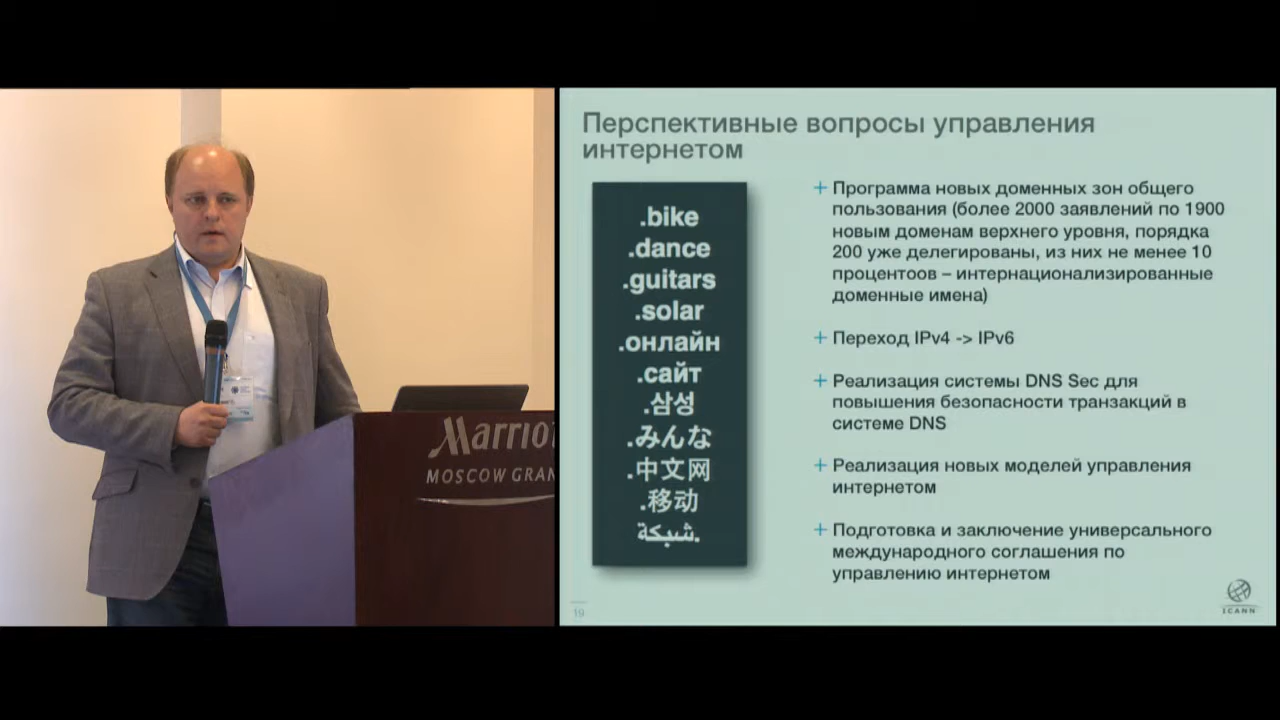 Marriot
MOSCOW GRAN
Перспективные вопросы управления
интернетом
.bike
.dance
.guitars
.solar
.онлайн
.сайт
.삼성
.みんな
.中文网
.移动
شبكة.
+ Программа новых доменных зон общего
пользования (более 2000 заявлений по 1900
новым доменам верхнего уровня, порядка
200 уже делегированы, из них не менее 10
процентоов – интернационализированные
доменные имена)
+ Переход IPv4 -> IPv6
+ Реализация системы DNS Sec для
повышения безопасности транзакций в
системе DNS
+ Реализация новых моделей управления
интернетом
+ Подготовка и заключение универсального
международного соглашения по
управлению интернетом
19
ICANN